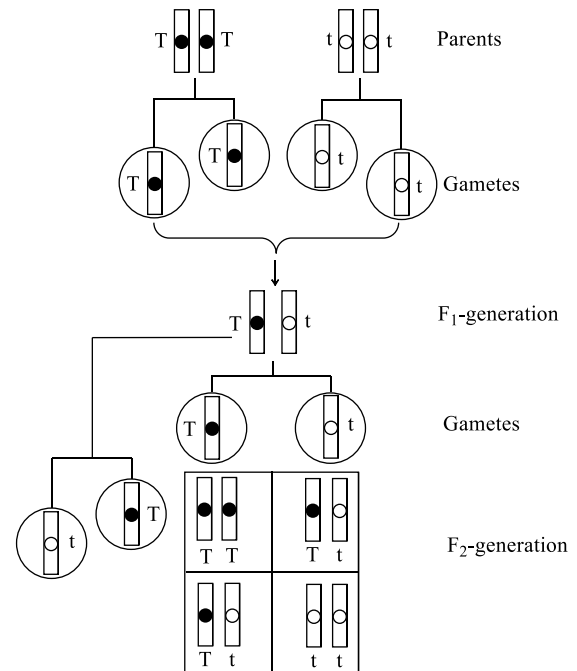 T T t t Parents
T T t t Gametes
T t F₁-generation
T t Gametes
t T
T T T t
F₂-generation
T t t t